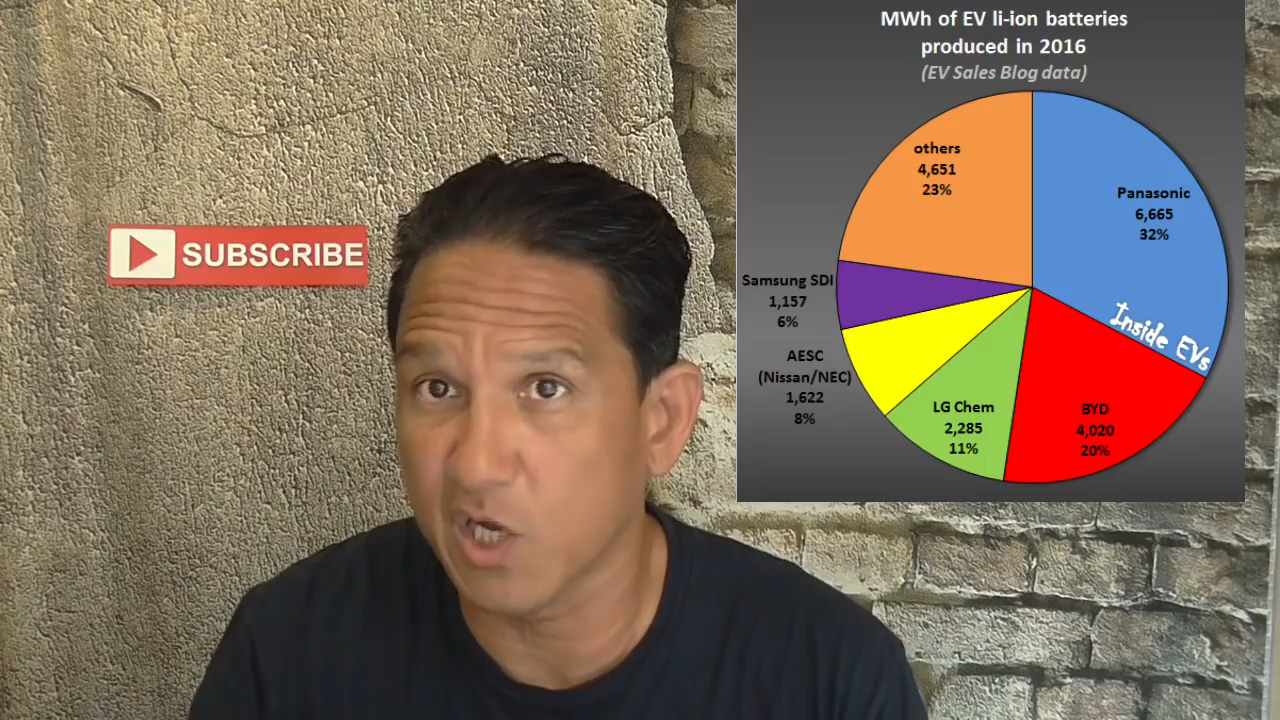 SUBSCRIBE
MWh of EV li-ion batteries
produced in 2016
(EV Sales Blog data)
others
4,651
23%
Panasonic
6,665
32%
Samsung SDI
1,157
6%
Inside EVs
AESC
(Nissan/NEC)
1,622
8%
LG Chem
2,285
11%
BYD
4,020
20%